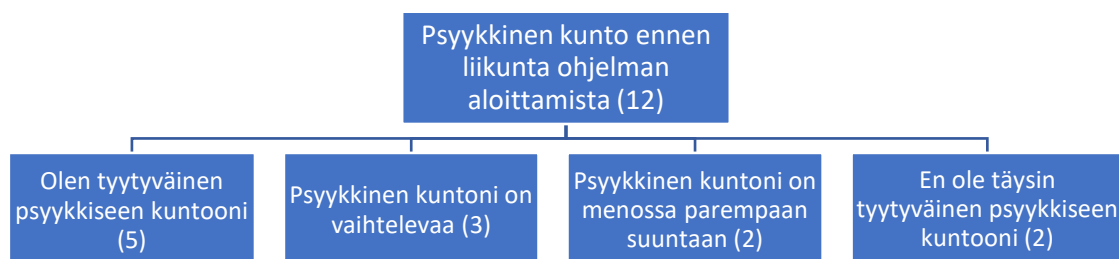 Psyykkinen kunto ennen
liikunta ohjelman
aloittamista (12)
Olen tyytyväinen
psyykkiseen kuntooni
(5)
Psyykkinen kuntoni on
vaihtelevaa (3)
Psyykkinen kuntoni on
menossa parempaan
suuntaan (2)
En ole täysin
tyytyväinen psyykkiseen
kuntooni (2)